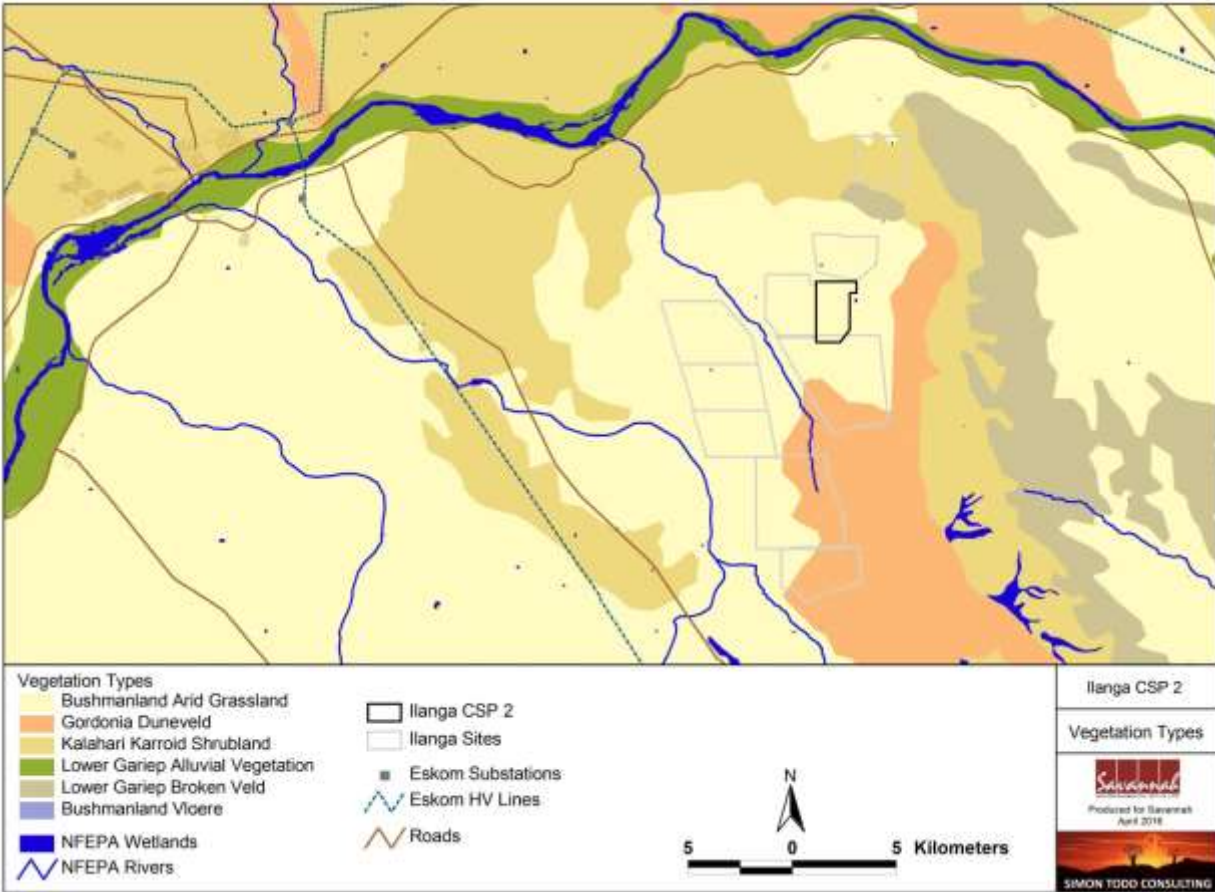 Vegetation Types
Bushmanland Arid Grassland
Gordonia Duneveld
Kalahari Karroid Shrubland
Lower Gariep Alluvial Vegetation
Lower Gariep Broken Veld
Bushmanland Vloere
NFEPA Wetlands
NFEPA Rivers
Ilanga CSP 2
Ilanga Sites
Eskom Substations
Eskom HV Lines
Roads
N
5 0 5 Kilometers
Ilanga CSP 2
Vegetation Types
Savannah
Produced for Savannah
April 2016
SIMON TODD CONSULTING